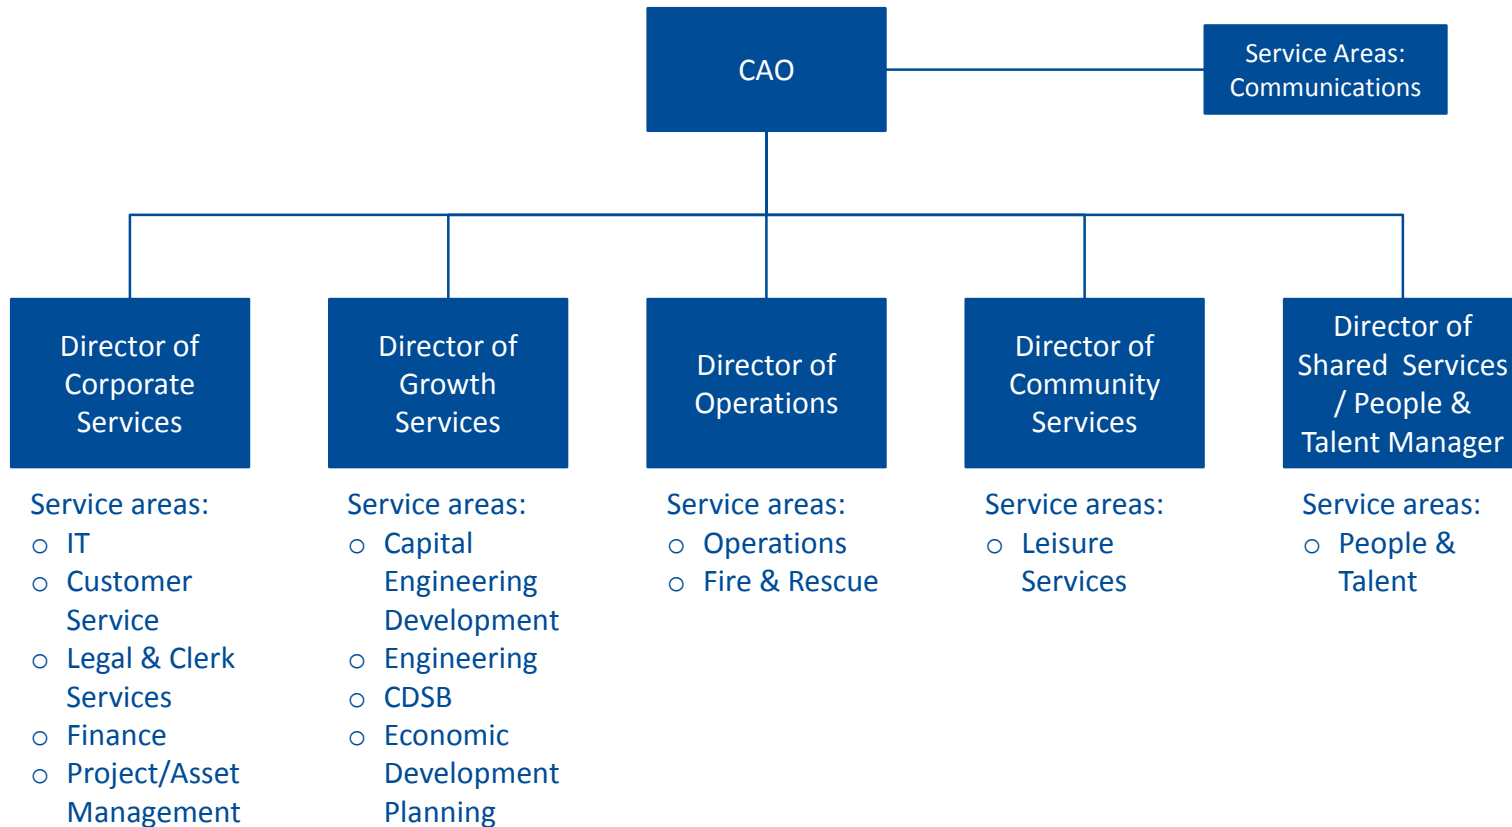 CAO
Service Areas:
Communications
Director of
Corporate
Services
Director of
Growth
Services
Director of
Operations
Director of
Community
Services
Director of
Shared Services
/ People &
Talent Manager
Service areas:
○ IT
○ Customer
Service
○ Legal & Clerk
Services
○ Finance
○ Project/Asset
Management
Service areas:
○ Capital
Engineering
Development
○ Engineering
○ CDSB
○ Economic
Development
Planning
Service areas:
○ Operations
○ Fire & Rescue
Service areas:
○ Leisure
Services
Service areas:
○ People &
Talent